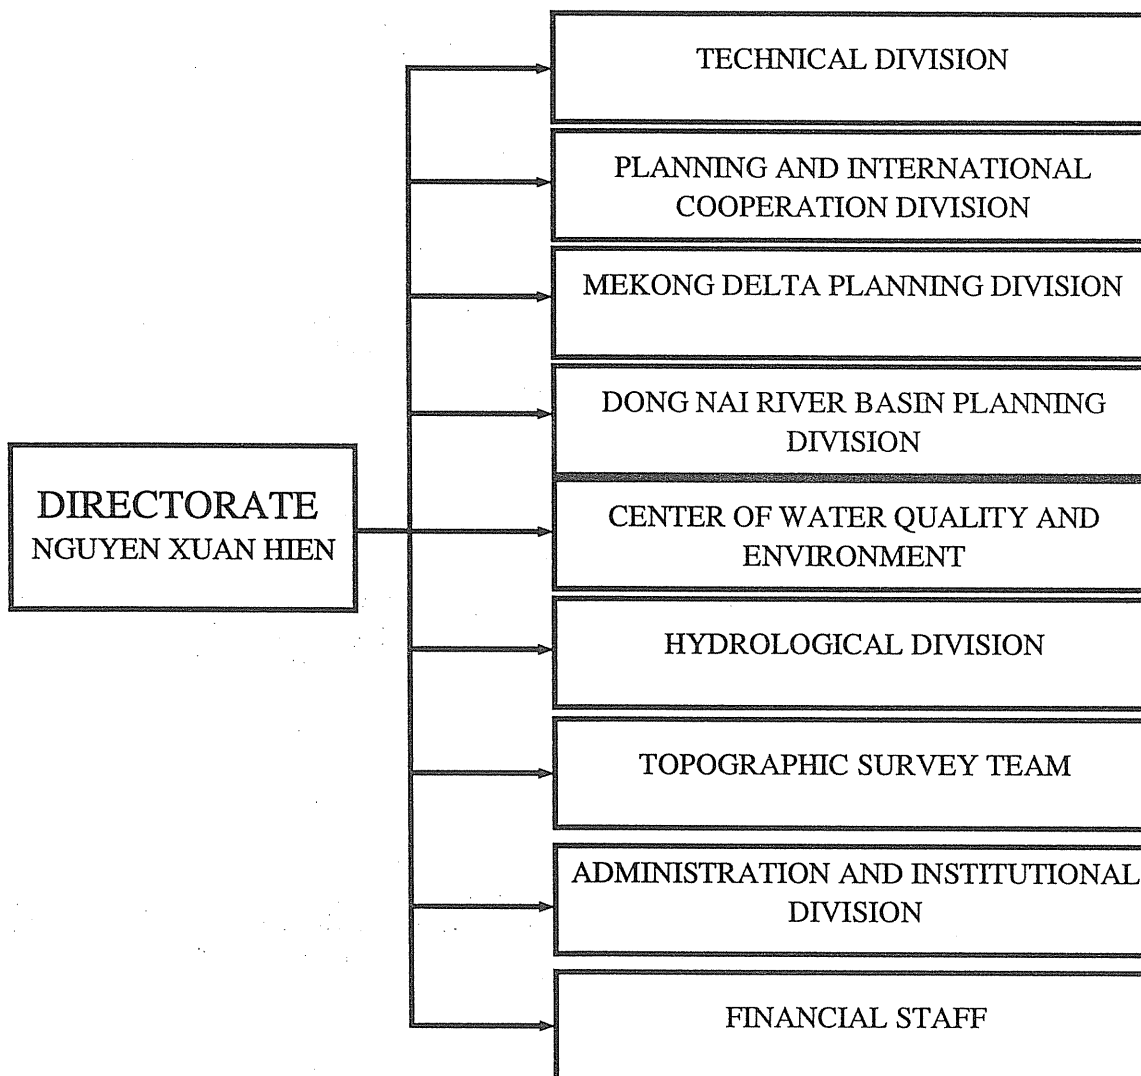 TECHNICAL DIVISION
PLANNING AND INTERNATIONAL
COOPERATION DIVISION
MEKONG DELTA PLANNING DIVISION
DONG NAI RIVER BASIN PLANNING
DIVISION
DIRECTORATE
NGUYEN XUAN HIEN
CENTER OF WATER QUALITY AND
ENVIRONMENT
HYDROLOGICAL DIVISION
TOPOGRAPHIC SURVEY TEAM
ADMINISTRATION AND INSTITUTIONAL
DIVISION
FINANCIAL STAFF